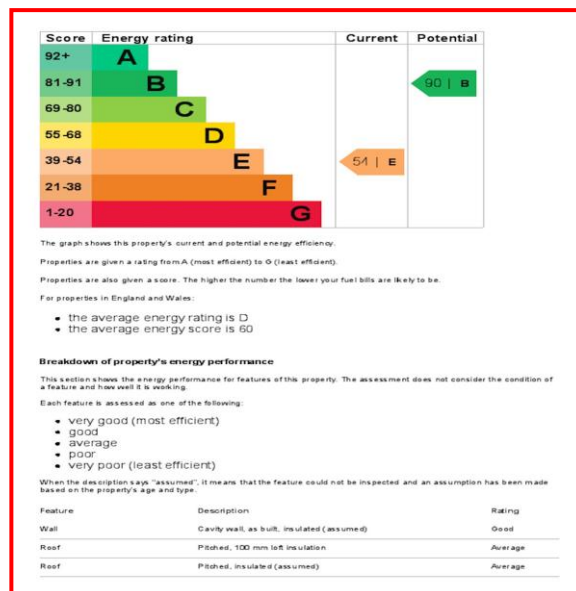 Score Energy rating Current Potential
92+ A
81-91 B 90 | B
69-80 C
55-68 D
39-54 E 54 | E
21-38 F
1-20 G
The graph shows this property's current and potential energy efficiency.
Properties are given a rating from A (most efficient) to G (least efficient).
Properties are also given a score. The higher the number the lower your fuel bills are likely to be.
For properties in England and Wales:
• the average energy rating is D
• the average energy score is 60
Breakdown of property's energy performance
This section shows the energy performance for features of this property. The assessment does not consider the condition of
a feature and how well it is working.
Each feature is assessed as one of the following:
• very good (most efficient)
• good
• average
• poor
• very poor (least efficient)
When the description says "assumed", it means that the feature could not be inspected and an assumption has been made
based on the property's age and type.
Feature Description Rating
Wall Cavity wall, as built, insulated (assumed) Good
Roof Pitched, 100 mm loft insulation Average
Roof Pitched, insulated (assumed) Average